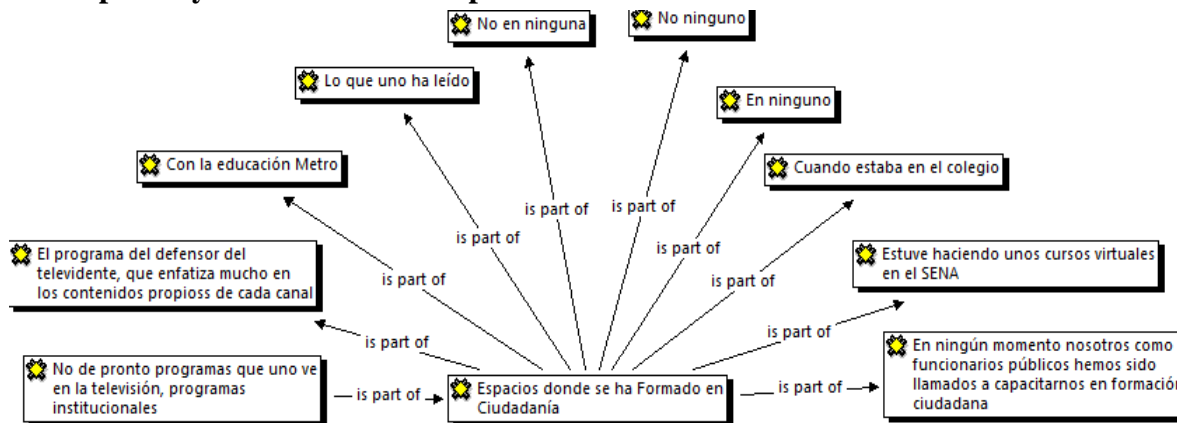 No en ninguna
No ninguno
Lo que uno ha leído
En ninguno
Con la educación Metro
Cuando estaba en el colegio
is part of
is part of
is part of
is part of
is part of
is part of
El programa del defensor del
televidente, que enfatiza mucho en
los contenidos propioss de cada canal
Estuve haciendo unos cursos virtuales
en el SENA
is part of
is part of
No de pronto programas que uno ve
en la televisión, programas
institucionales
is part of
Espacios donde se ha Formado en
Ciudadanía
is part of
En ningún momento nosotros como
funcionarios públicos hemos sido
llamados a capacitarnos en formación
ciudadana